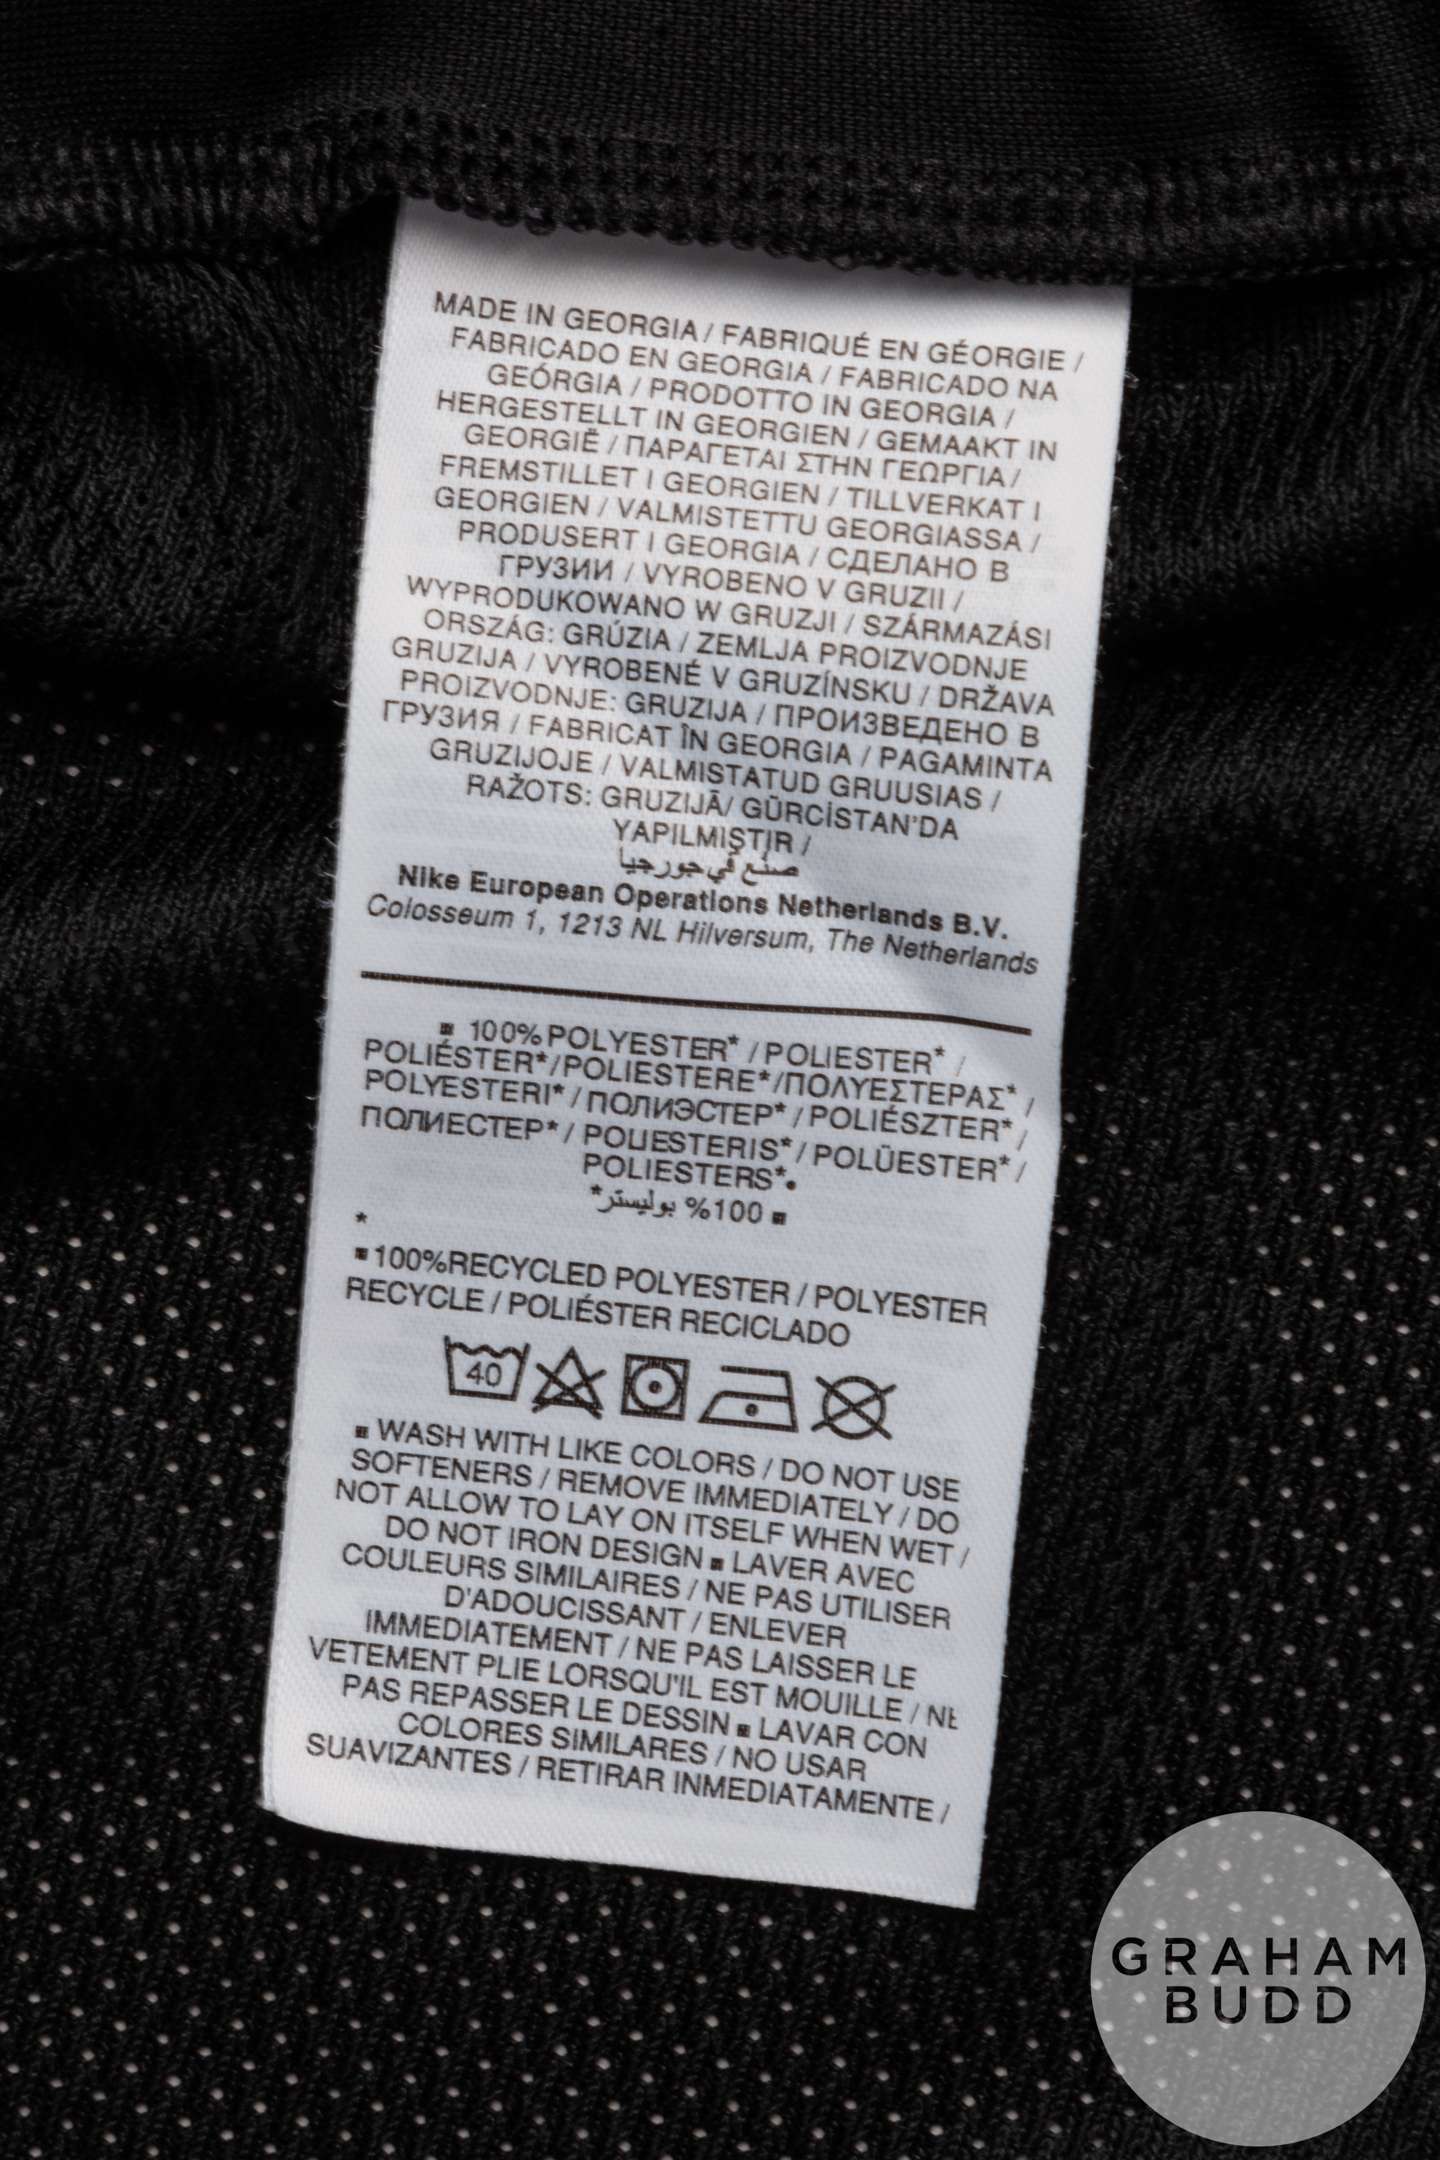 MADE IN GEORGIA / FABRIQUÉ EN GÉORGIE /
FABRICADO EN GEORGIA / FABRICADO NA
GEÓRGIA / PRODOTTO IN GEORGIA /
HERGESTELLT IN GEORGIEN / GEMAAKT IN
GEORGIË / ΠΑΡΑΓΕΤΑΙ ΣΤΗΝ ΓΕΩΡΓΙΑ /
FREMSTILLET I GEORGIEN / TILLVERKAT I
GEORGIEN / VALMISTETTU GEORGIASSA /
PRODUSERT I GEORGIA / СДЕЛАНО В
ГРУЗИИ / VYROBENO V GRUZII /
WYPRODUKOWANO W GRUZJI / SZÁRMAZÁSI
ORSZÁG: GRÚZIA / ZEMLJA PROIZVODNJE
GRUZIJA / VYROBENÉ V GRUZÍNSKU / DRŽAVA
PROIZVODNJE: GRUZIJA / ПРОИЗВЕДЕНО В
ГРУЗИЯ / FABRICAT ÎN GEORGIA / PAGAMINTA
GRUZIJOJE / VALMISTATUD GRUUSIAS /
RAŽOTS: GRUZIJĀ/ GÜRCİSTAN'DA
YAPILMIŞTIR /
صنع في جورجيا
Nike European Operations Netherlands B.V.
Colosseum 1, 1213 NL Hilversum, The Netherlands
■ 100% POLYESTER* / POLIESTER* /
POLIÉSTER*/POLIESTERE*/ΠΟΛΥΕΣΤΕΡΑΣ* /
POLYESTERI* / ПОЛИЭСТЕР* / POLIÉSZTER* /
ПОЛИЕСТЕР* / POLIESTERIS* / POLÜESTER* /
POLIESTERS*.
■ 100% بوليستر*
*
■ 100%RECYCLED POLYESTER / POLYESTER
RECYCLE / POLIÉSTER RECICLADO
40
■ WASH WITH LIKE COLORS / DO NOT USE
SOFTENERS / REMOVE IMMEDIATELY / DO
NOT ALLOW TO LAY ON ITSELF WHEN WET /
DO NOT IRON DESIGN ■ LAVER AVEC
COULEURS SIMILAIRES / NE PAS UTILISER
D'ADOUCISSANT / ENLEVER
IMMEDIATEMENT / NE PAS LAISSER LE
VETEMENT PLIE LORSQU'IL EST MOUILLE / NE
PAS REPASSER LE DESSIN ■ LAVAR CON
COLORES SIMILARES / NO USAR
SUAVIZANTES / RETIRAR INMEDIATAMENTE /
GRAHAM
BUDD